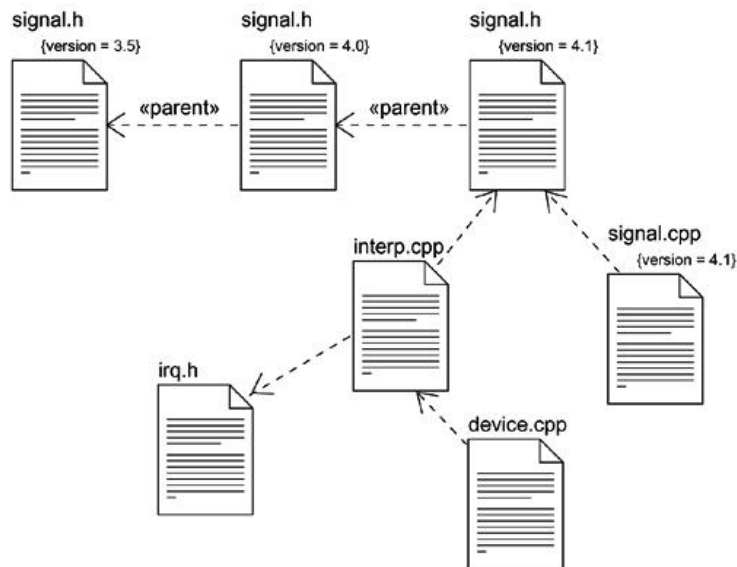 signal.h
{version = 3.5}
signal.h
{version = 4.0}
signal.h
{version = 4.1}
«parent»
«parent»
interp.cpp
signal.cpp
{version = 4.1}
irq.h
device.cpp